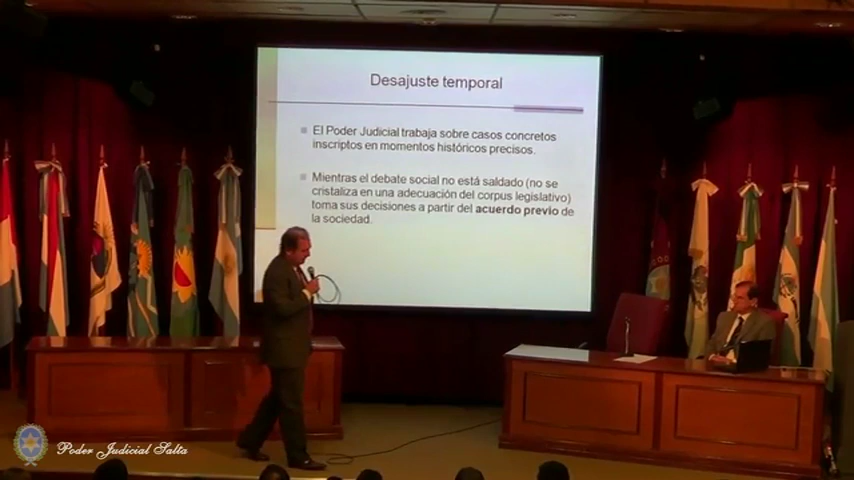 Desajuste temporal
El Poder Judicial trabaja sobre casos concretos
inscriptos en momentos históricos precisos.
Mientras el debate social no está saldado (no se
cristaliza en una adecuación del corpus legislativo)
toma sus decisiones a partir del acuerdo previo de
la sociedad.
Poder Judicial Salta